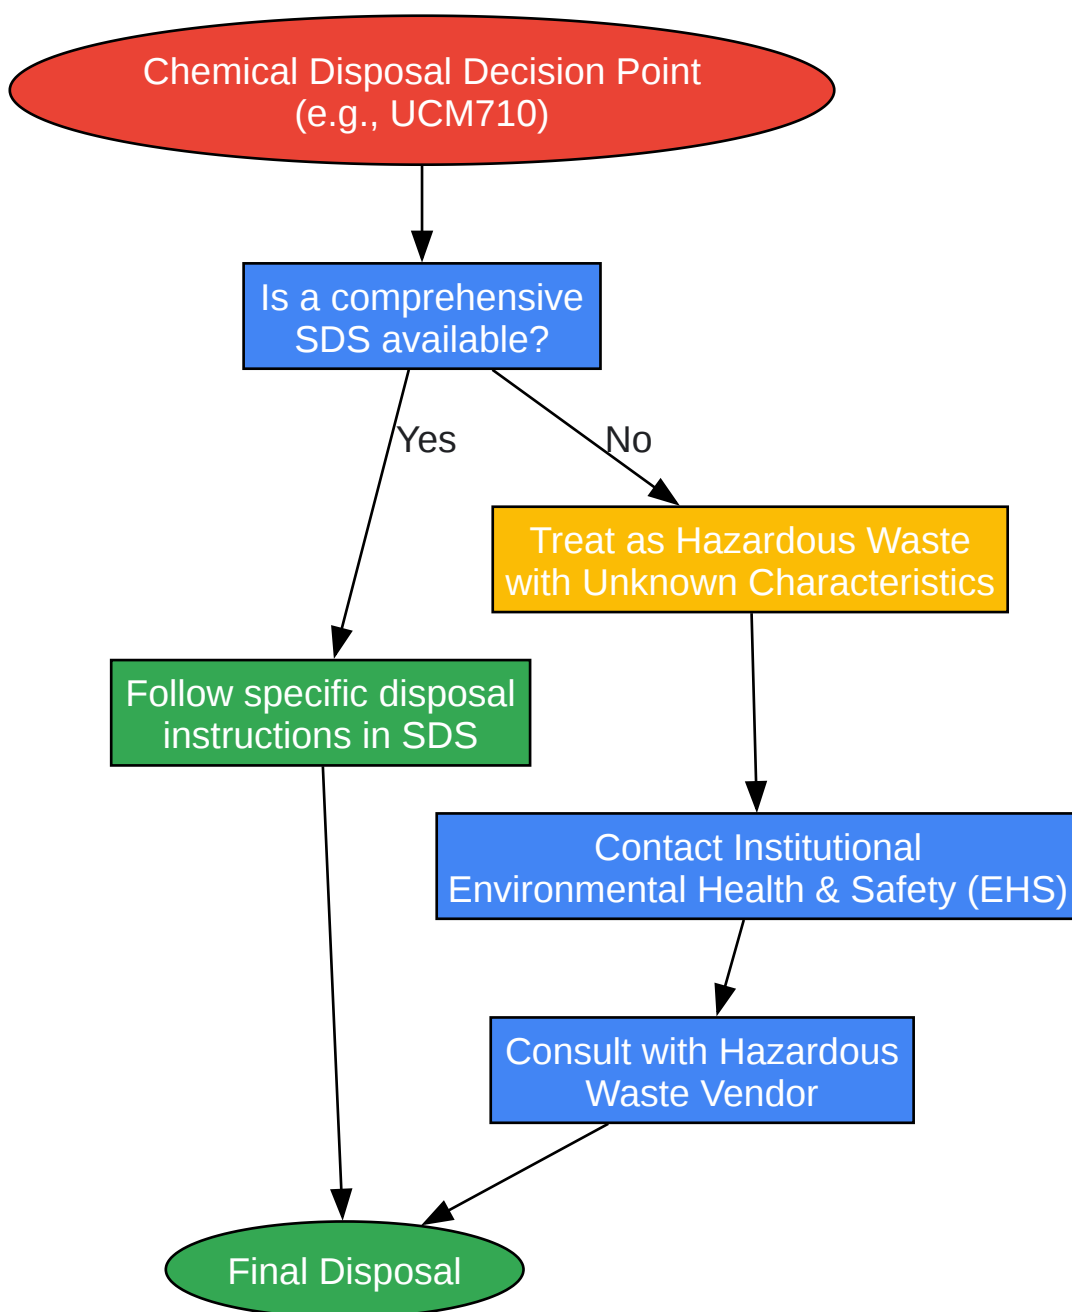 Chemical Disposal Decision Point
(e.g., UCM710)
Is a comprehensive
SDS available?
Yes
No
Treat as Hazardous Waste
with Unknown Characteristics
Follow specific disposal
instructions in SDS
Contact Institutional
Environmental Health & Safety (EHS)
Consult with Hazardous
Waste Vendor
Final Disposal